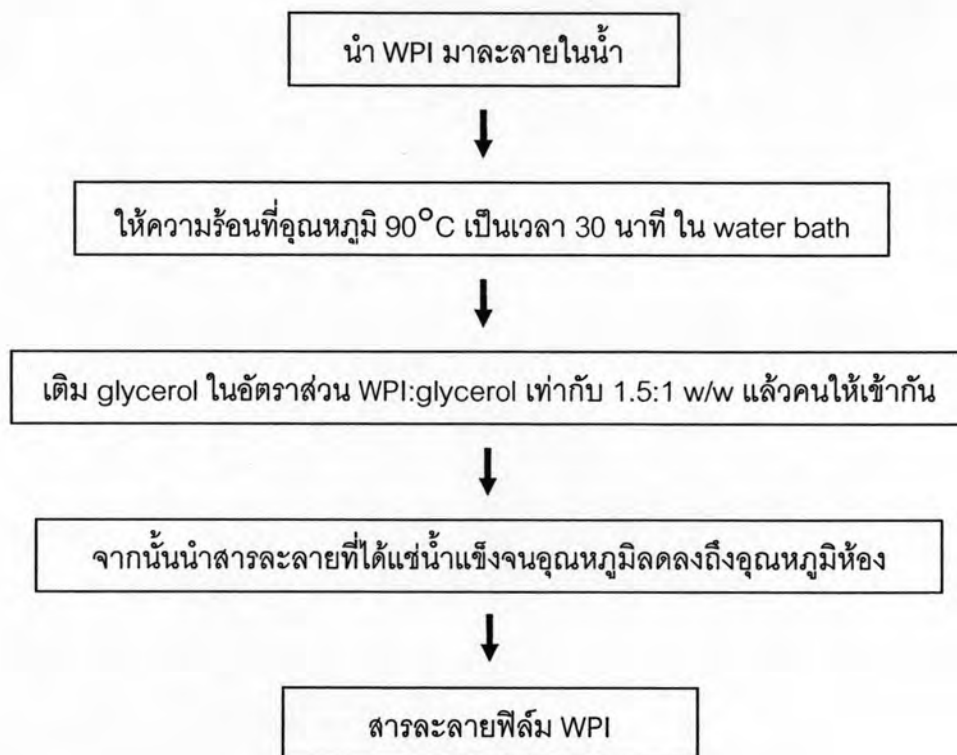 นำ WPI มาละลายในน้ำ
ให้ความร้อนที่อุณหภูมิ 90°C เป็นเวลา 30 นาที ใน water bath
เติม glycerol ในอัตราส่วน WPI:glycerol เท่ากับ 1.5:1 w/w แล้วคนให้เข้ากัน
จากนั้นนำสารละลายที่ได้แช่น้ำแข็งจนอุณหภูมิลดลงถึงอุณหภูมิห้อง
สารละลายฟิล์ม WPI